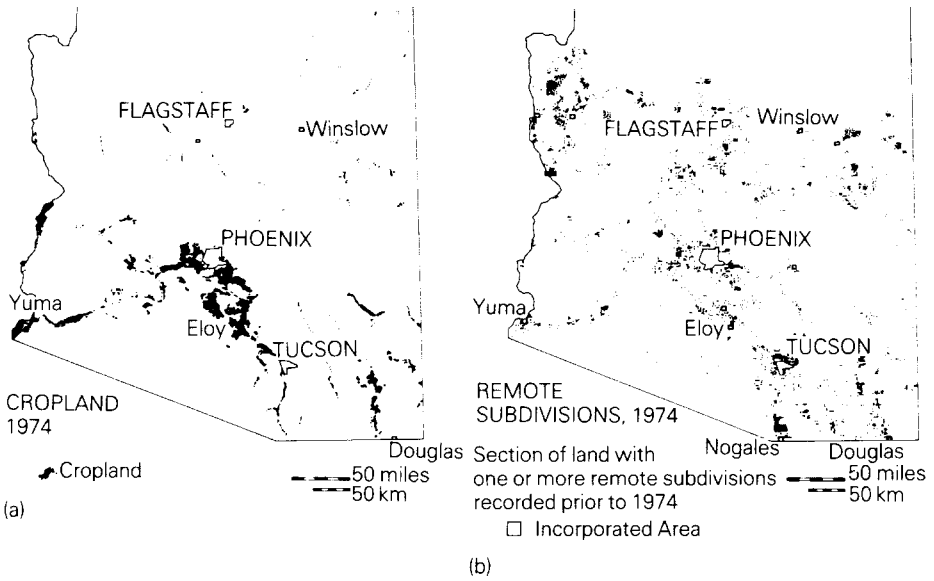 FLAGSTAFF
Winslow
PHOENIX
Yuma
Eloy
TUCSON
CROPLAND
1974
Douglas
Cropland
50 miles
50 km
(a)
FLAGSTAFF
Winslow
PHOENIX
Yuma
Eloy
TUCSON
REMOTE
SUBDIVISIONS, 1974
Nogales
Douglas
Section of land with
one or more remote subdivisions
recorded prior to 1974
50 miles
50 km
Incorporated Area
(b)